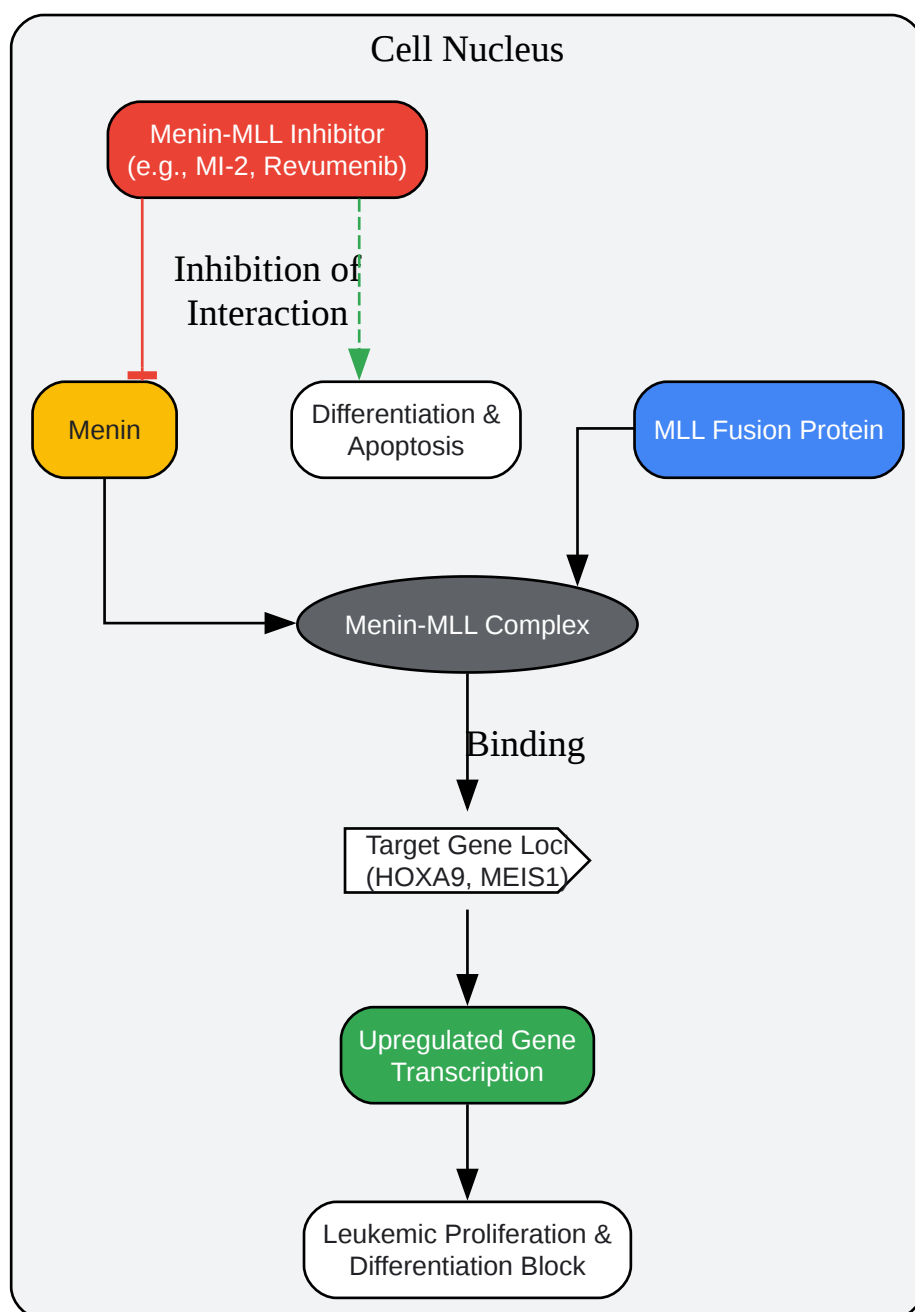 Cell Nucleus
Menin-MLL Inhibitor
(e.g., MI-2, Revumenib)
Inhibition of
Interaction
Menin
Differentiation &
Apoptosis
MLL Fusion Protein
Menin-MLL Complex
Binding
Target Gene Loci
(HOXA9, MEIS1)
Upregulated Gene
Transcription
Leukemic Proliferation &
Differentiation Block